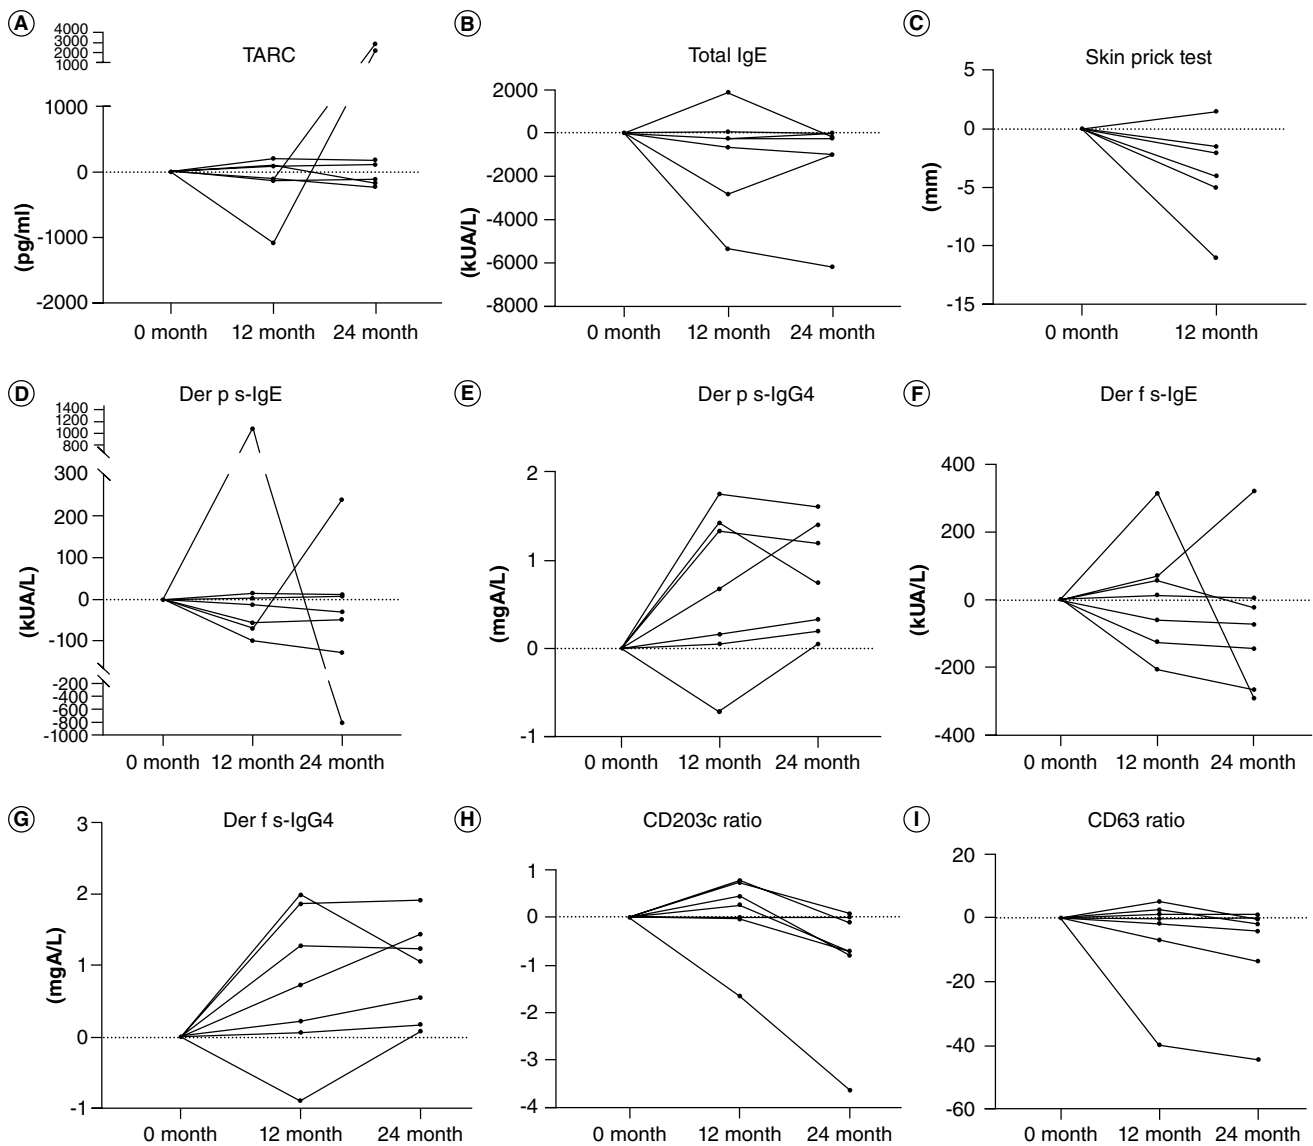 A
TARC
4000
3000
2000
1000
1000
0
-1000
-2000
(pg/ml)
0 month 12 month 24 month
B
Total IgE
2000
0
-2000
-4000
-6000
-8000
(kUA/L)
0 month 12 month 24 month
C
Skin prick test
5
0
-5
-10
-15
(mm)
0 month 12 month
D
Der p s-IgE
1400
1200
1000
800
300
200
100
0
-100
-200
-400
-600
-800
-1000
(kUA/L)
0 month 12 month 24 month
E
Der p s-IgG4
2
1
0
-1
(mgA/L)
0 month 12 month 24 month
F
Der f s-IgE
400
200
0
-200
-400
(kUA/L)
0 month 12 month 24 month
G
Der f s-IgG4
3
2
1
0
-1
(mgA/L)
0 month 12 month 24 month
H
CD203c ratio
1
0
-1
-2
-3
-4
0 month 12 month 24 month
I
CD63 ratio
20
0
-20
-40
-60
0 month 12 month 24 month